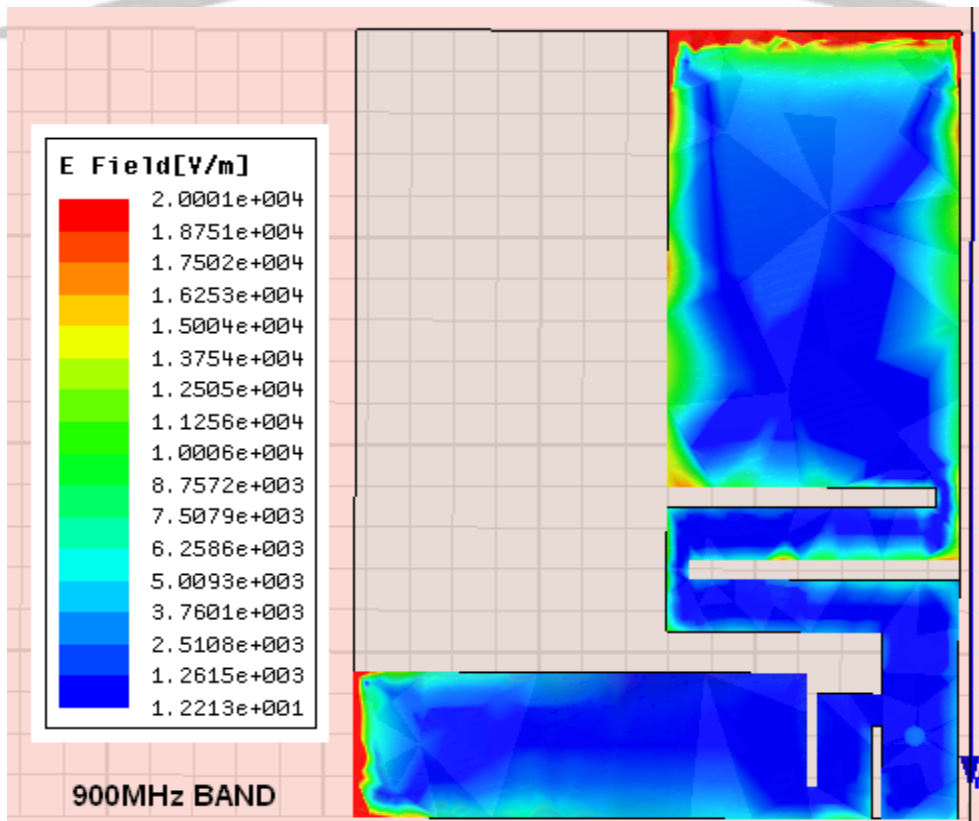 E Field[V/m]
2.0001e+004
1.8751e+004
1.7502e+004
1.6253e+004
1.5004e+004
1.3754e+004
1.2505e+004
1.1256e+004
1.0006e+004
8.7572e+003
7.5079e+003
6.2586e+003
5.0093e+003
3.7601e+003
2.5108e+003
1.2615e+003
1.2213e+001
900MHz BAND